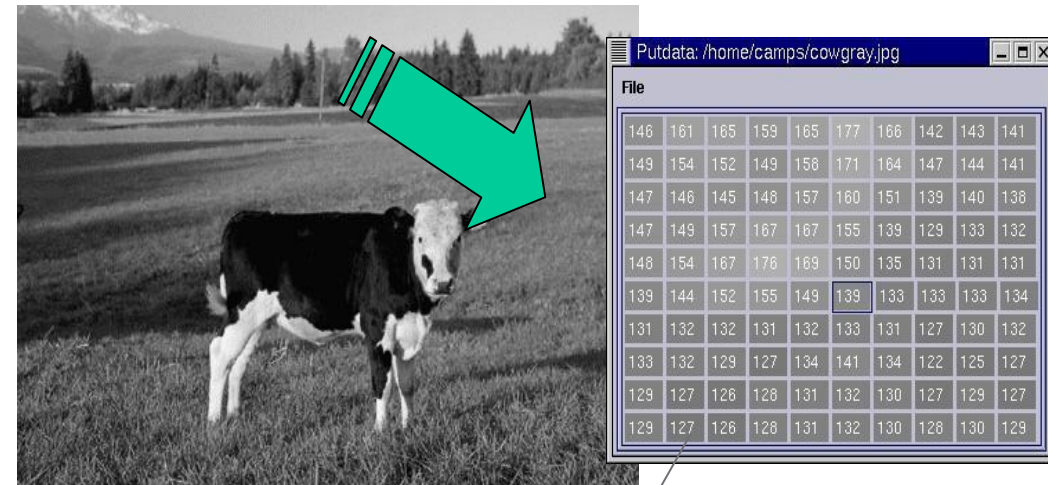 Putdata: /home/camps/cowgray.jpg
File
146 161 165 159 165 177 166 142 143 141
149 154 152 149 158 171 164 147 144 141
147 146 145 148 157 160 151 139 140 138
147 149 157 167 167 155 139 129 133 132
148 154 167 176 169 150 135 131 131 131
139 144 152 155 149 139 133 133 133 134
131 132 132 131 132 133 131 127 130 132
133 132 129 127 134 141 134 122 125 127
129 127 126 128 131 132 130 127 129 127
129 127 126 128 131 132 130 128 130 129